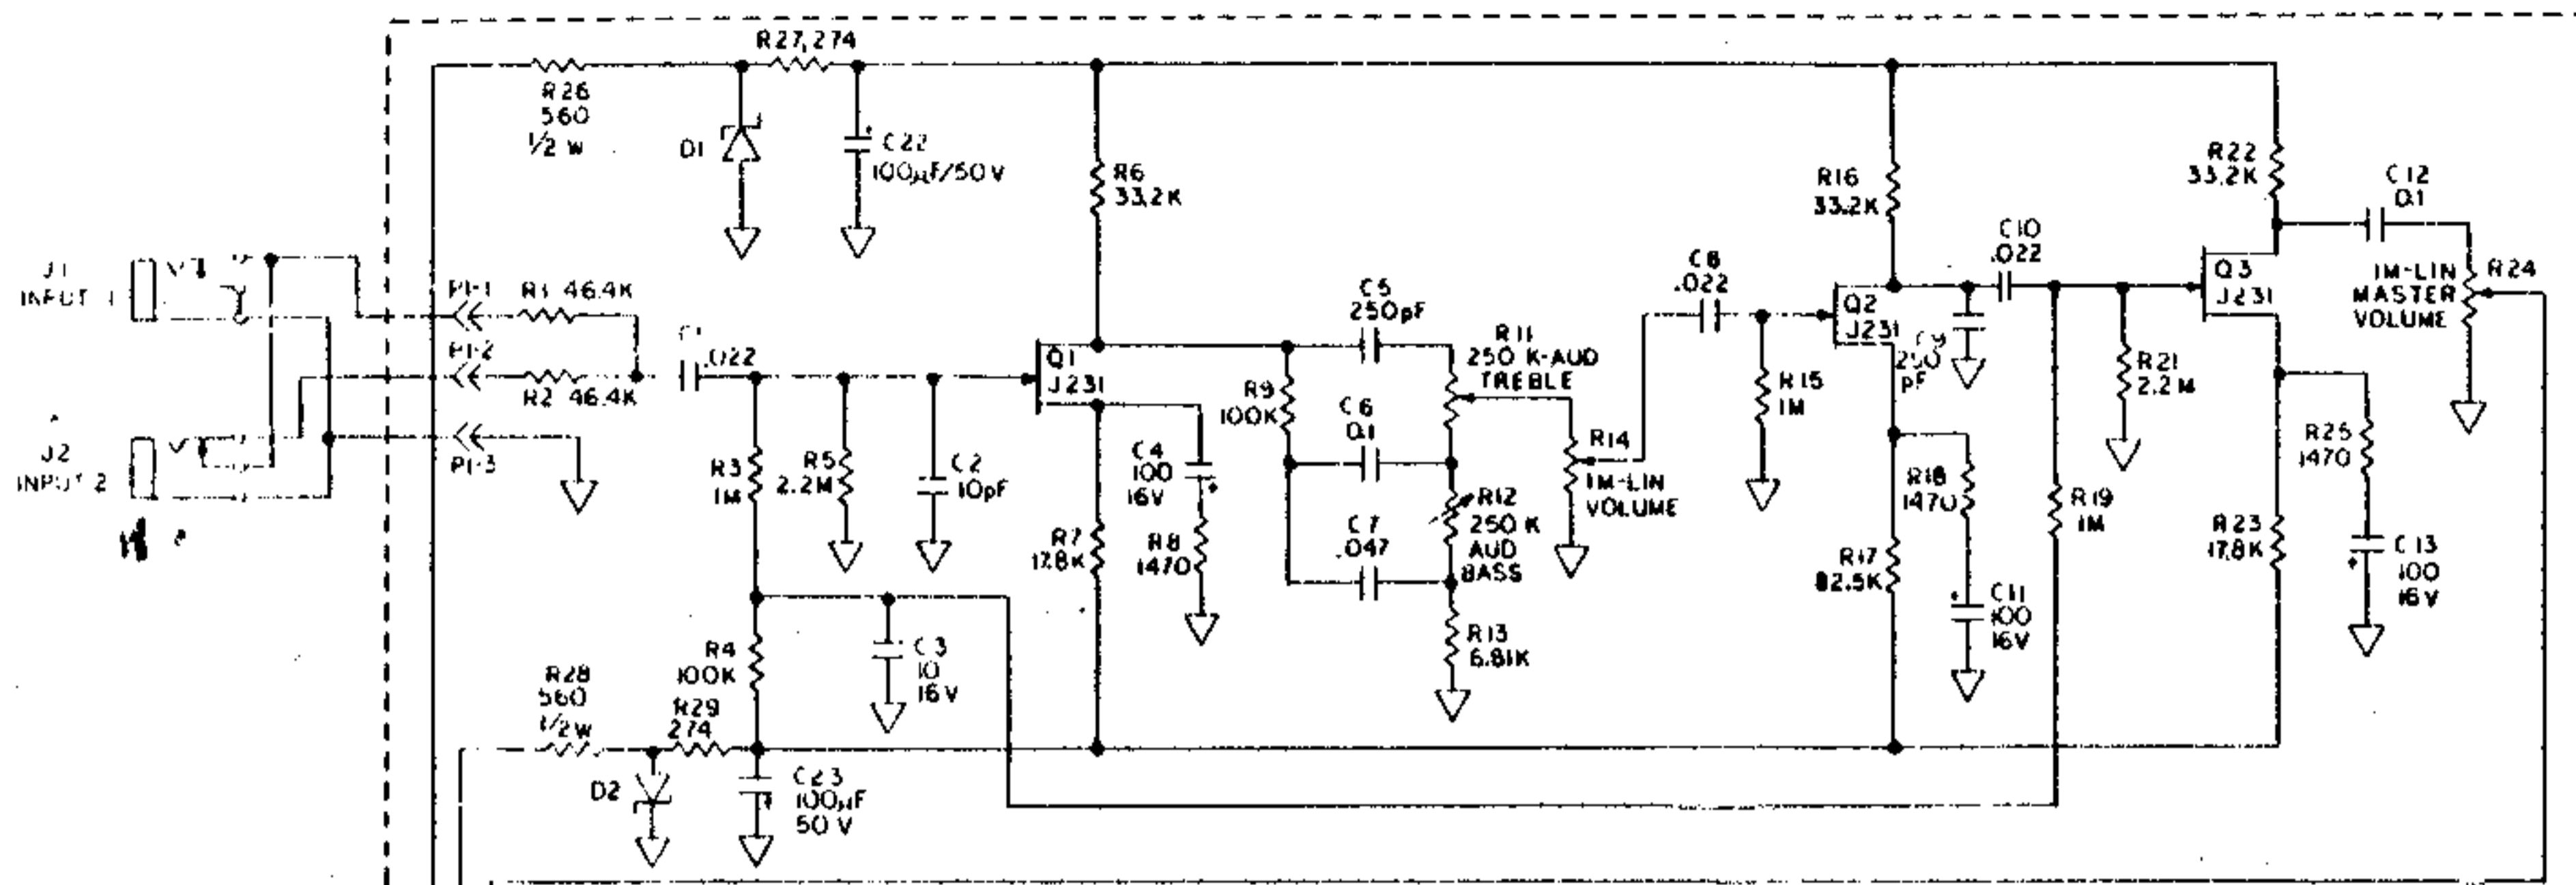 R27, 274
R26
560
1/2 W
D1
C22
100µF/50V
R6
33.2K
R16
33.2K
R22
33.2K
C12
0.1
J1
INPUT 1
P1-1
R1 46.4K
P1-2
R2 46.4K
P1-3
J2
INPUT 2
C1
.022
R3
1M
R5
2.2M
C2
10pF
Q1
J231
C4
100
16V
R7
17.8K
R8
1470
C5
250pF
R9
100K
C6
0.1
C7
.047
R11
250 K-AUD
TREBLE
R12
250 K
AUD
BASS
R13
6.81K
R14
1M-LIN
VOLUME
C8
.022
R15
1M
Q2
J231
C9
250
PF
C10
.022
R18
1470
R17
82.5K
C11
100
16V
R19
1M
R21
2.2M
Q3
J231
1M-LIN
MASTER
VOLUME
R24
R25
1470
R23
17.8K
C13
100
16V
R4
100K
C3
10
16V
R28
560
1/2W
R29
274
D2
C23
100µF
50V